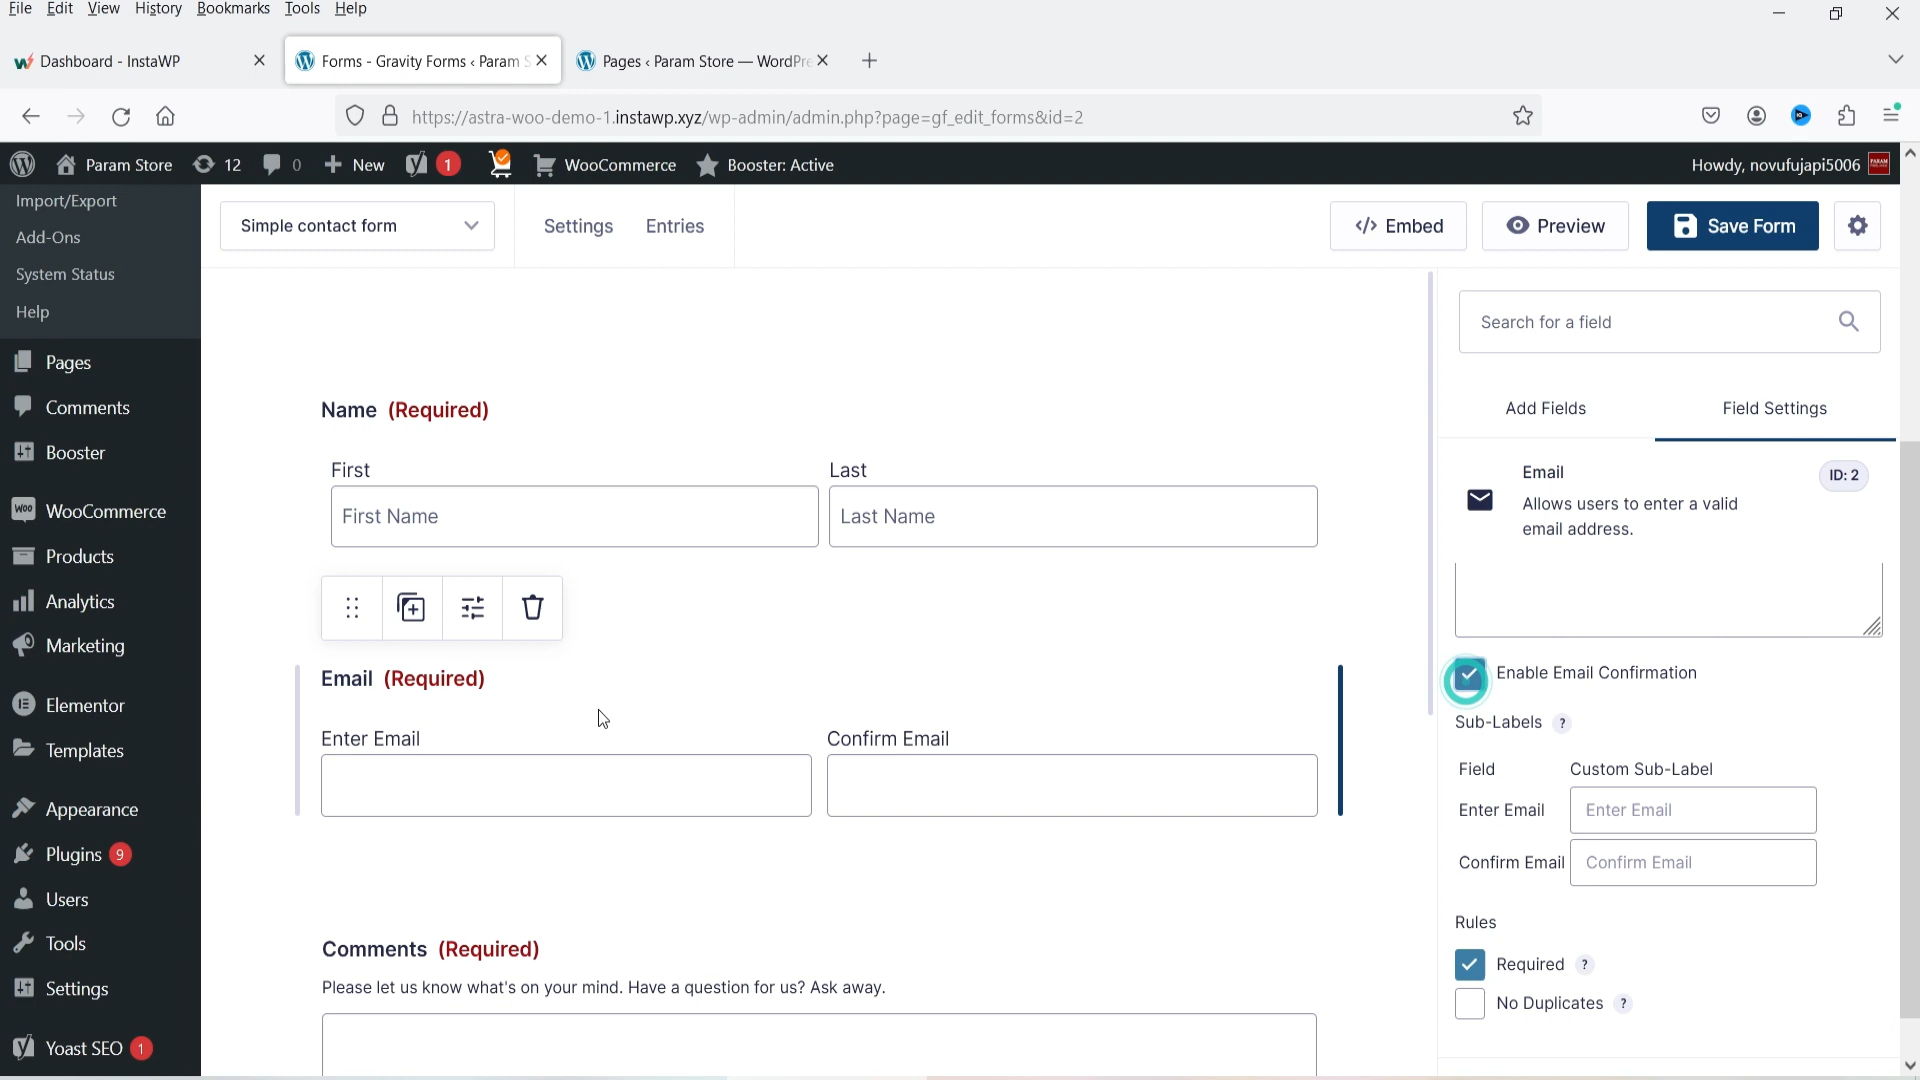 File Edit View History Bookmarks Tools Help
Dashboard - InstaWP
Forms - Gravity Forms ‹ Param S
Pages ‹ Param Store — WordPre
https://astra-woo-demo-1.instawp.xyz/wp-admin/admin.php?page=gf_edit_forms&id=2
Param Store 12 0 New 1 WooCommerce Booster: Active Howdy, novufujapi5006
Import/Export
Add-Ons
System Status
Help
Pages
Comments
Booster
WooCommerce
Products
Analytics
Marketing
Elementor
Templates
Appearance
Plugins 9
Users
Tools
Settings
Yoast SEO 1
Simple contact form
Settings Entries
Embed Preview Save Form
Name (Required)
First Last
First Name Last Name
Email (Required)
Enter Email Confirm Email
Comments (Required)
Please let us know what's on your mind. Have a question for us? Ask away.
Search for a field
Add Fields Field Settings
Email ID: 2
Allows users to enter a valid
email address.
Enable Email Confirmation
Sub-Labels ?
Field Custom Sub-Label
Enter Email Enter Email
Confirm Email Confirm Email
Rules
Required ?
No Duplicates ?